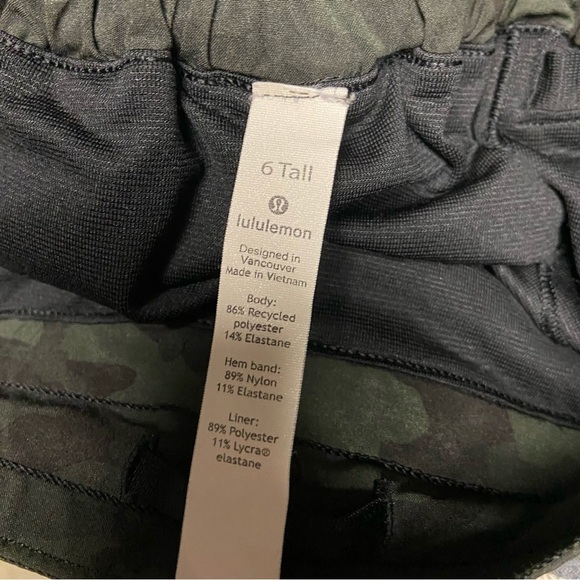 6 Tall
lululemon
Designed in
Vancouver
Made in Vietnam
Body:
86% Recycled
polyester
14% Elastane
Hem band:
89% Nylon
11% Elastane
Liner:
89% Polyester
11% Lycra®
elastane